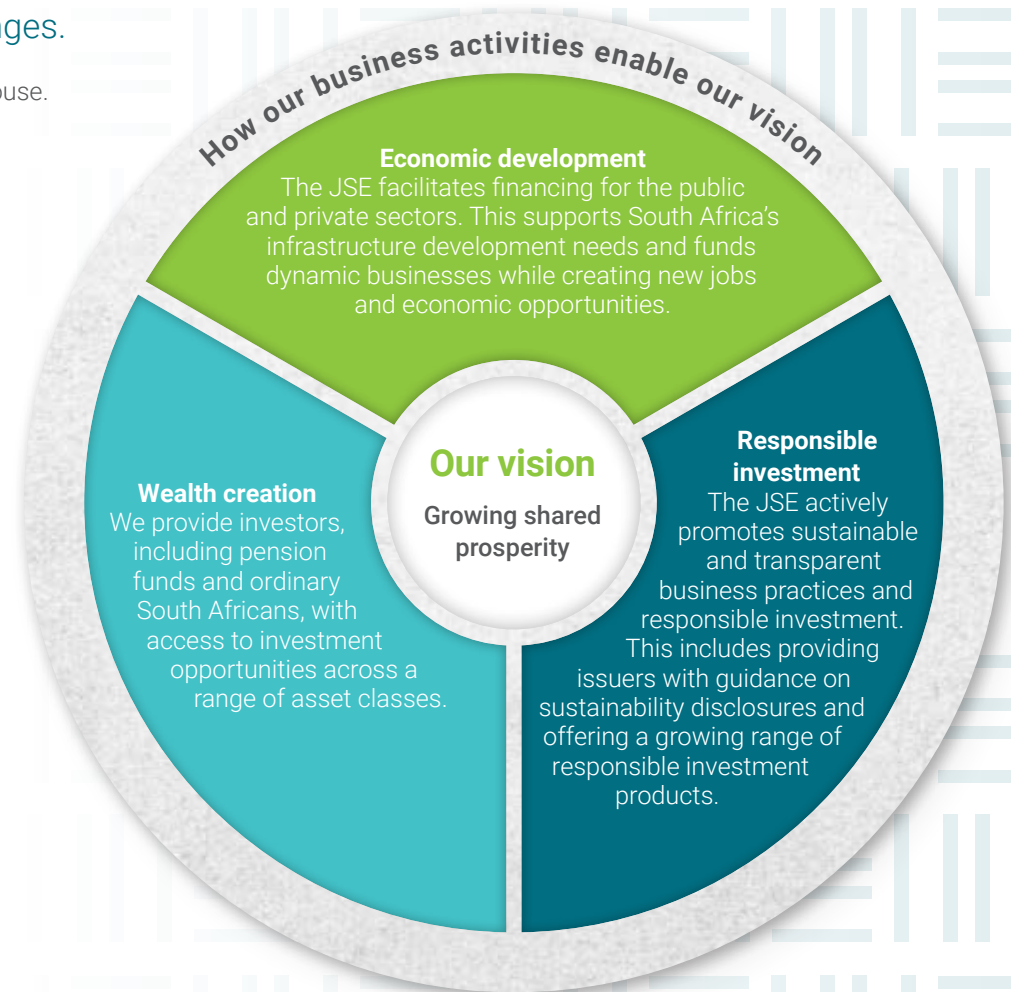 ges.
ouse.
How our business activities enable our vision
Economic development
The JSE facilitates financing for the public
and private sectors. This supports South Africa's
infrastructure development needs and funds
dynamic businesses while creating new jobs
and economic opportunities.
Our vision
Growing shared
prosperity
Wealth creation
We provide investors,
including pension
funds and ordinary
South Africans, with
access to investment
opportunities across a
range of asset classes.
Responsible
investment
The JSE actively
promotes sustainable
and transparent
business practices and
responsible investment.
This includes providing
issuers with guidance on
sustainability disclosures and
offering a growing range of
responsible investment
products.